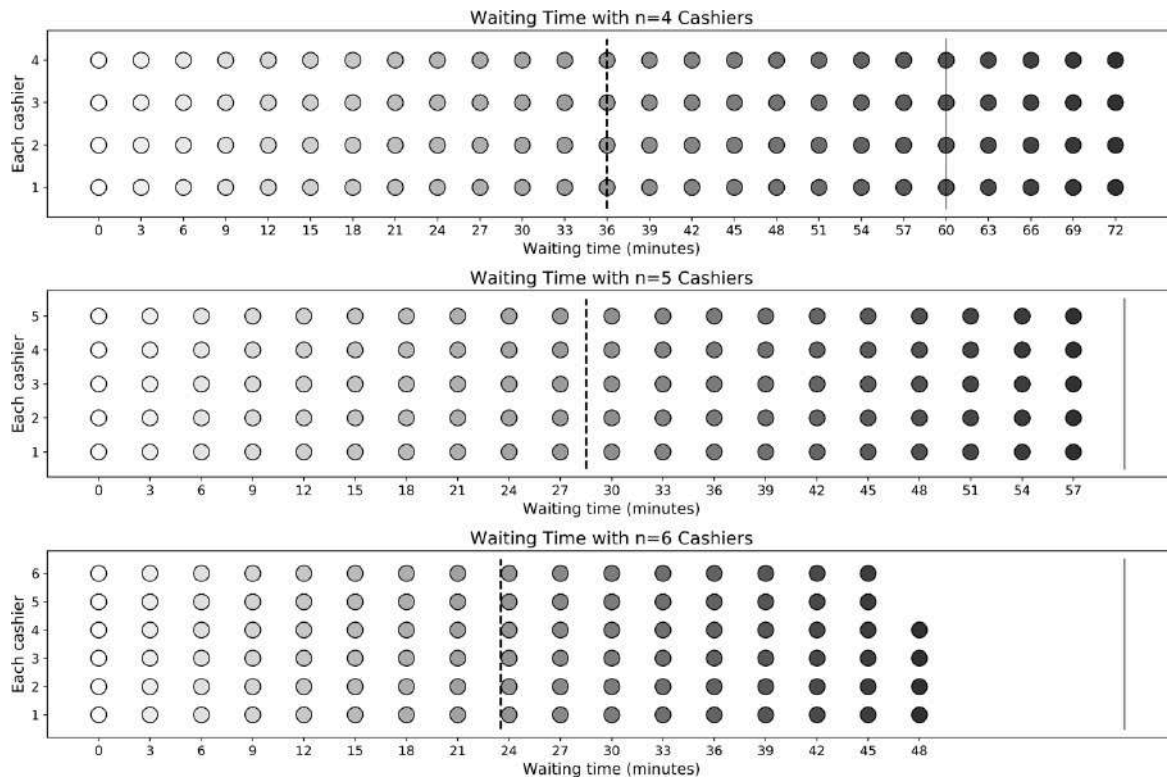 Waiting Time with n=4 Cashiers
Each cashier
4
3
2
1
0 3 6 9 12 15 18 21 24 27 30 33 36 39 42 45 48 51 54 57 60 63 66 69 72
Waiting time (minutes)
Waiting Time with n=5 Cashiers
Each cashier
5
4
3
2
1
0 3 6 9 12 15 18 21 24 27 30 33 36 39 42 45 48 51 54 57
Waiting time (minutes)
Waiting Time with n=6 Cashiers
Each cashier
6
5
4
3
2
1
0 3 6 9 12 15 18 21 24 27 30 33 36 39 42 45 48
Waiting time (minutes)